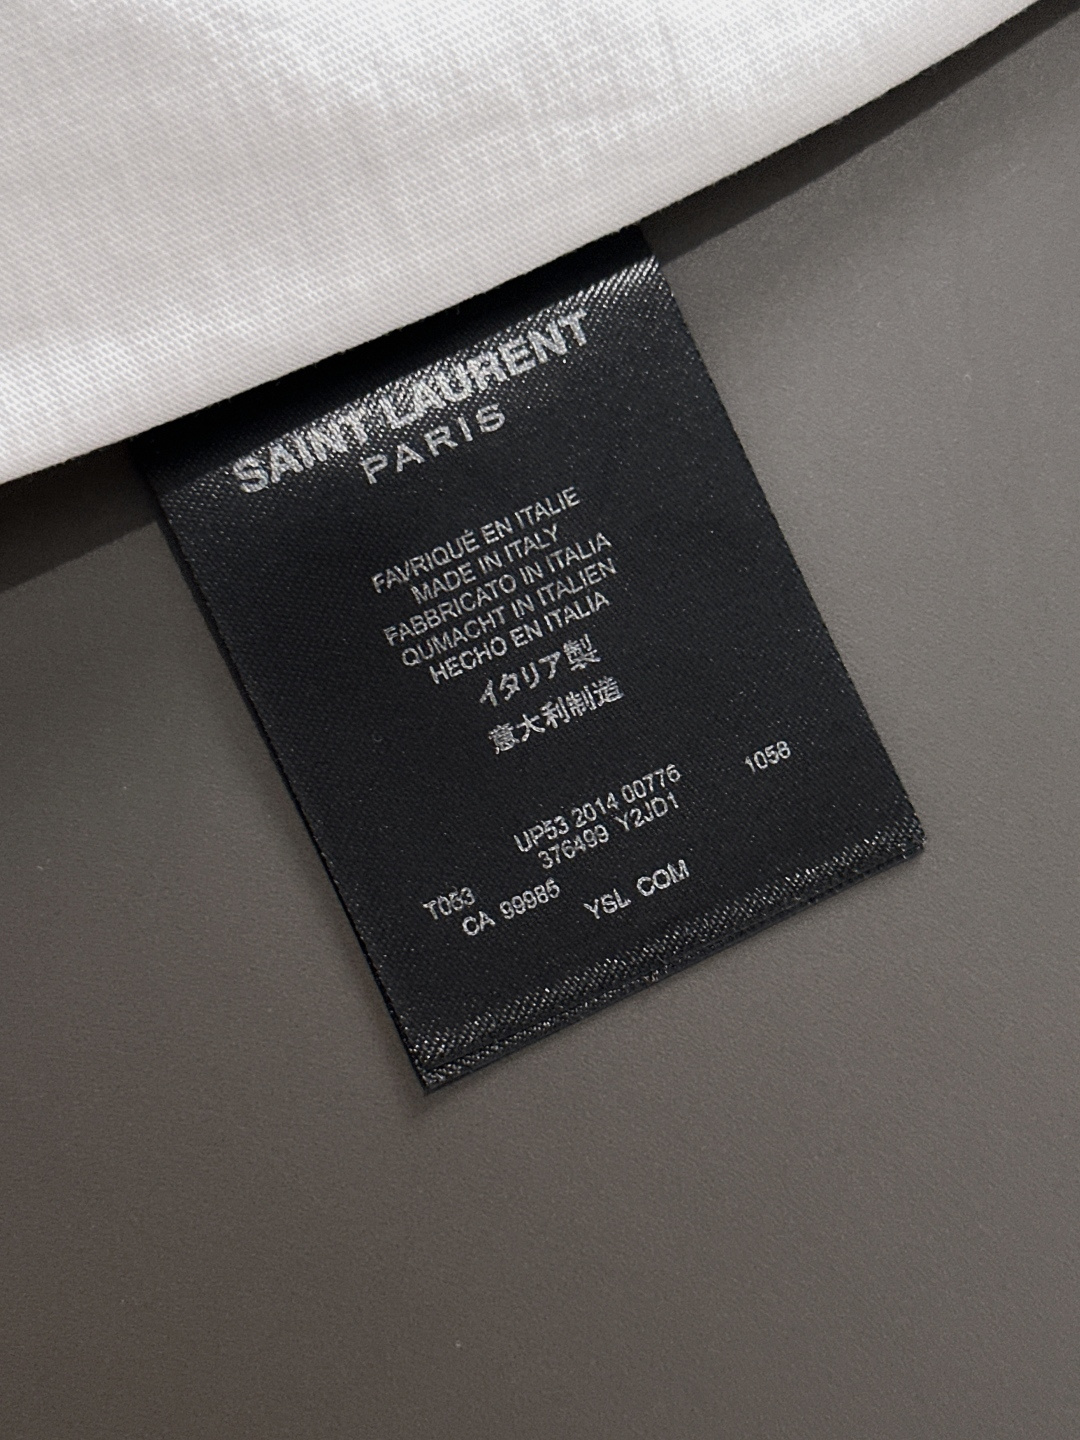 SAINT LAURENT
PARIS
FAVRIQUÉ EN ITALIE
MADE IN ITALY
FABBRICATO IN ITALIA
QUMACHT IN ITALIEN
HECHO EN ITALIA
イタリア製
意大利制造
UP53 2014 00776 1058
376499 Y2JD1
T053
CA 99985 YSL COM